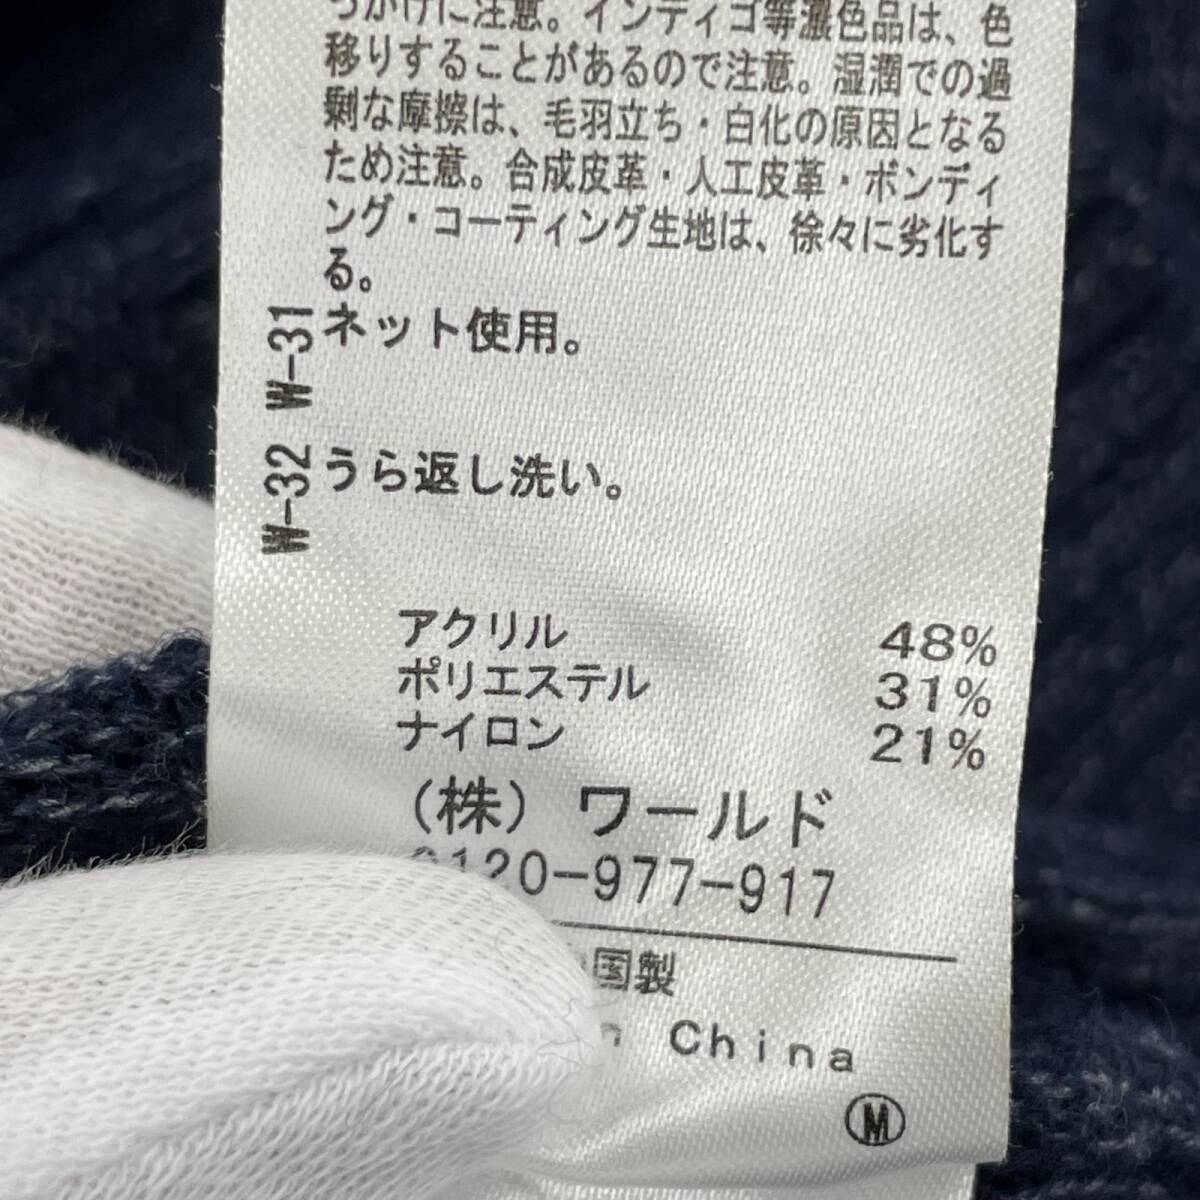 つかけに注意。インディゴ等濃色品は、色
移りすることがあるので注意。湿潤での過
剰な摩擦は、毛羽立ち・白化の原因となる
ため注意。合成皮革・人工皮革・ボンディ
ング・コーティング生地は、徐々に劣化す
る。
W-31 ネット使用。
W-32 うら返し洗い。
アクリル 48%
ポリエステル 31%
ナイロン 21%
(株) ワールド
0120-977-917
国製
n China
M